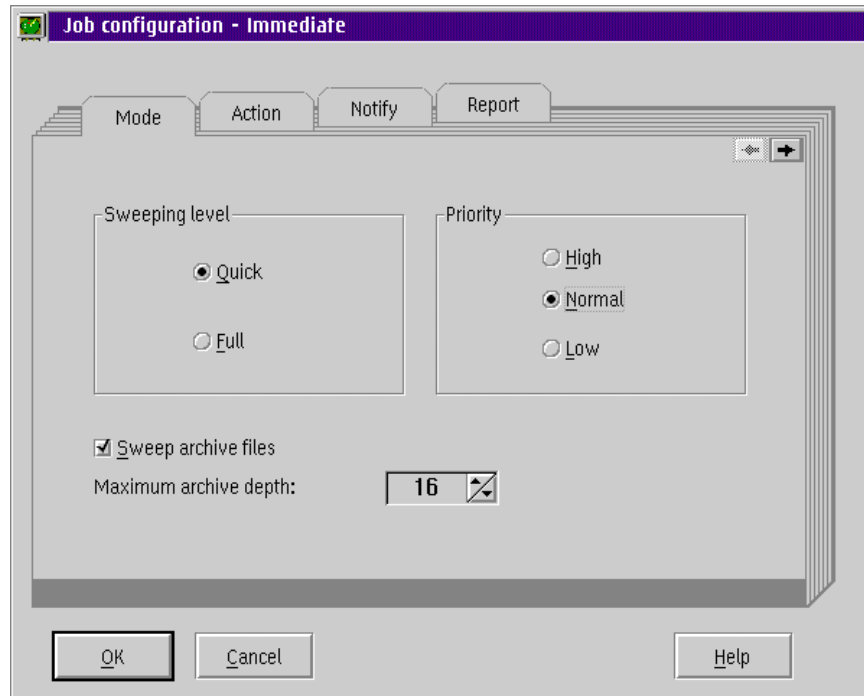 Job configuration - Immediate
Mode
Action
Notify
Report
Sweeping level
Quick
Full
Priority
High
Normal
Low
Sweep archive files
Maximum archive depth:
16
OK
Cancel
Help